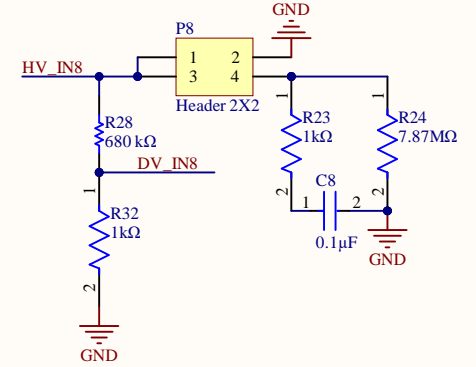 GND
P8
HV_IN8
1
2
3
4
Header 2X2
1
1
R28
680 kΩ
R23
1kΩ
R24
7.87MΩ
DV_IN8
1
2
C8
2
1
2
R32
1kΩ
0.1µF
GND
2
GND